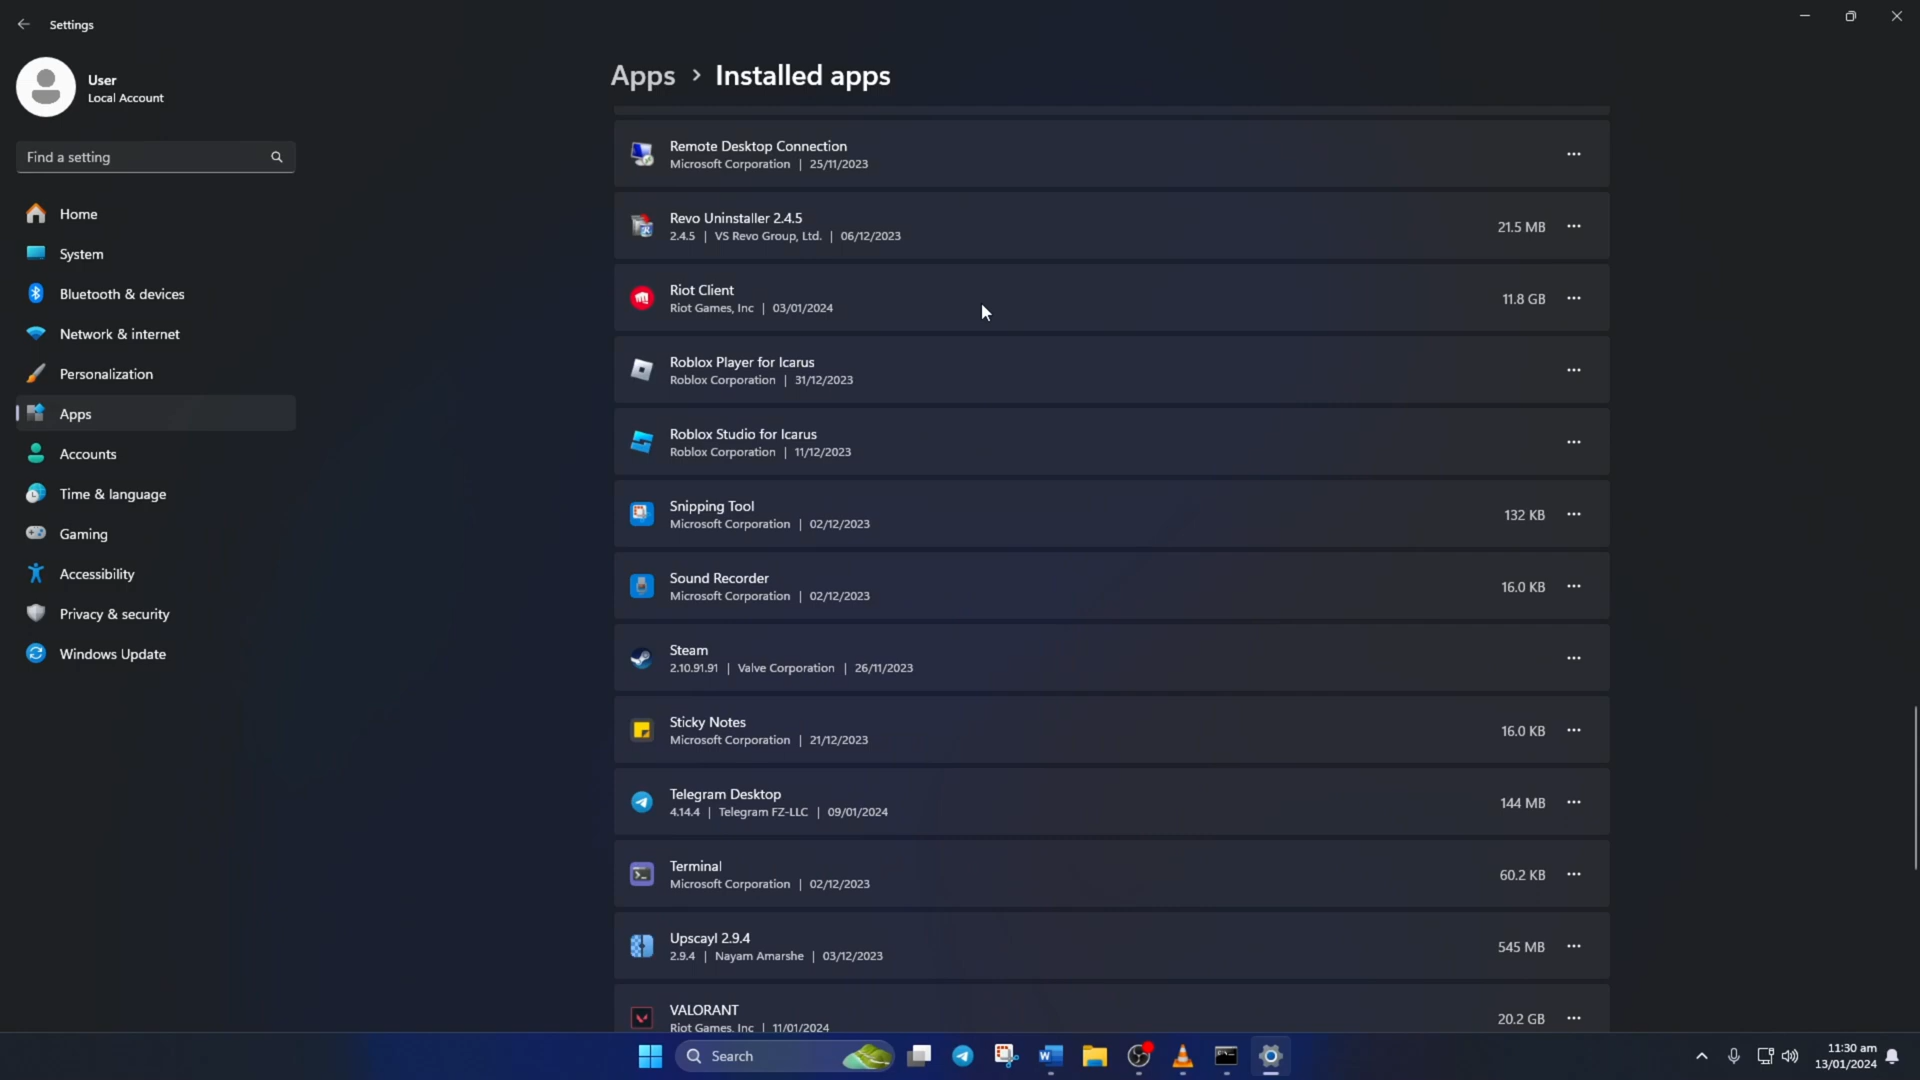 Settings
User
Local Account
Find a setting
Home
System
Bluetooth & devices
Network & internet
Personalization
Apps
Accounts
Time & language
Gaming
Accessibility
Privacy & security
Windows Update
Apps > Installed apps
Remote Desktop Connection
Microsoft Corporation | 25/11/2023
Revo Uninstaller 2.4.5
2.4.5 | VS Revo Group, Ltd. | 06/12/2023
21.5 MB
Riot Client
Riot Games, Inc | 03/01/2024
11.8 GB
Roblox Player for Icarus
Roblox Corporation | 31/12/2023
Roblox Studio for Icarus
Roblox Corporation | 11/12/2023
Snipping Tool
Microsoft Corporation | 02/12/2023
132 KB
Sound Recorder
Microsoft Corporation | 02/12/2023
16.0 KB
Steam
2.10.91.91 | Valve Corporation | 26/11/2023
Sticky Notes
Microsoft Corporation | 21/12/2023
16.0 KB
Telegram Desktop
4.14.4 | Telegram FZ-LLC | 09/01/2024
144 MB
Terminal
Microsoft Corporation | 02/12/2023
60.2 KB
Upscayl 2.9.4
2.9.4 | Nayam Amarshe | 03/12/2023
545 MB
VALORANT
Riot Games, Inc | 11/01/2024
20.2 GB
Search
11:30 am
13/01/2024